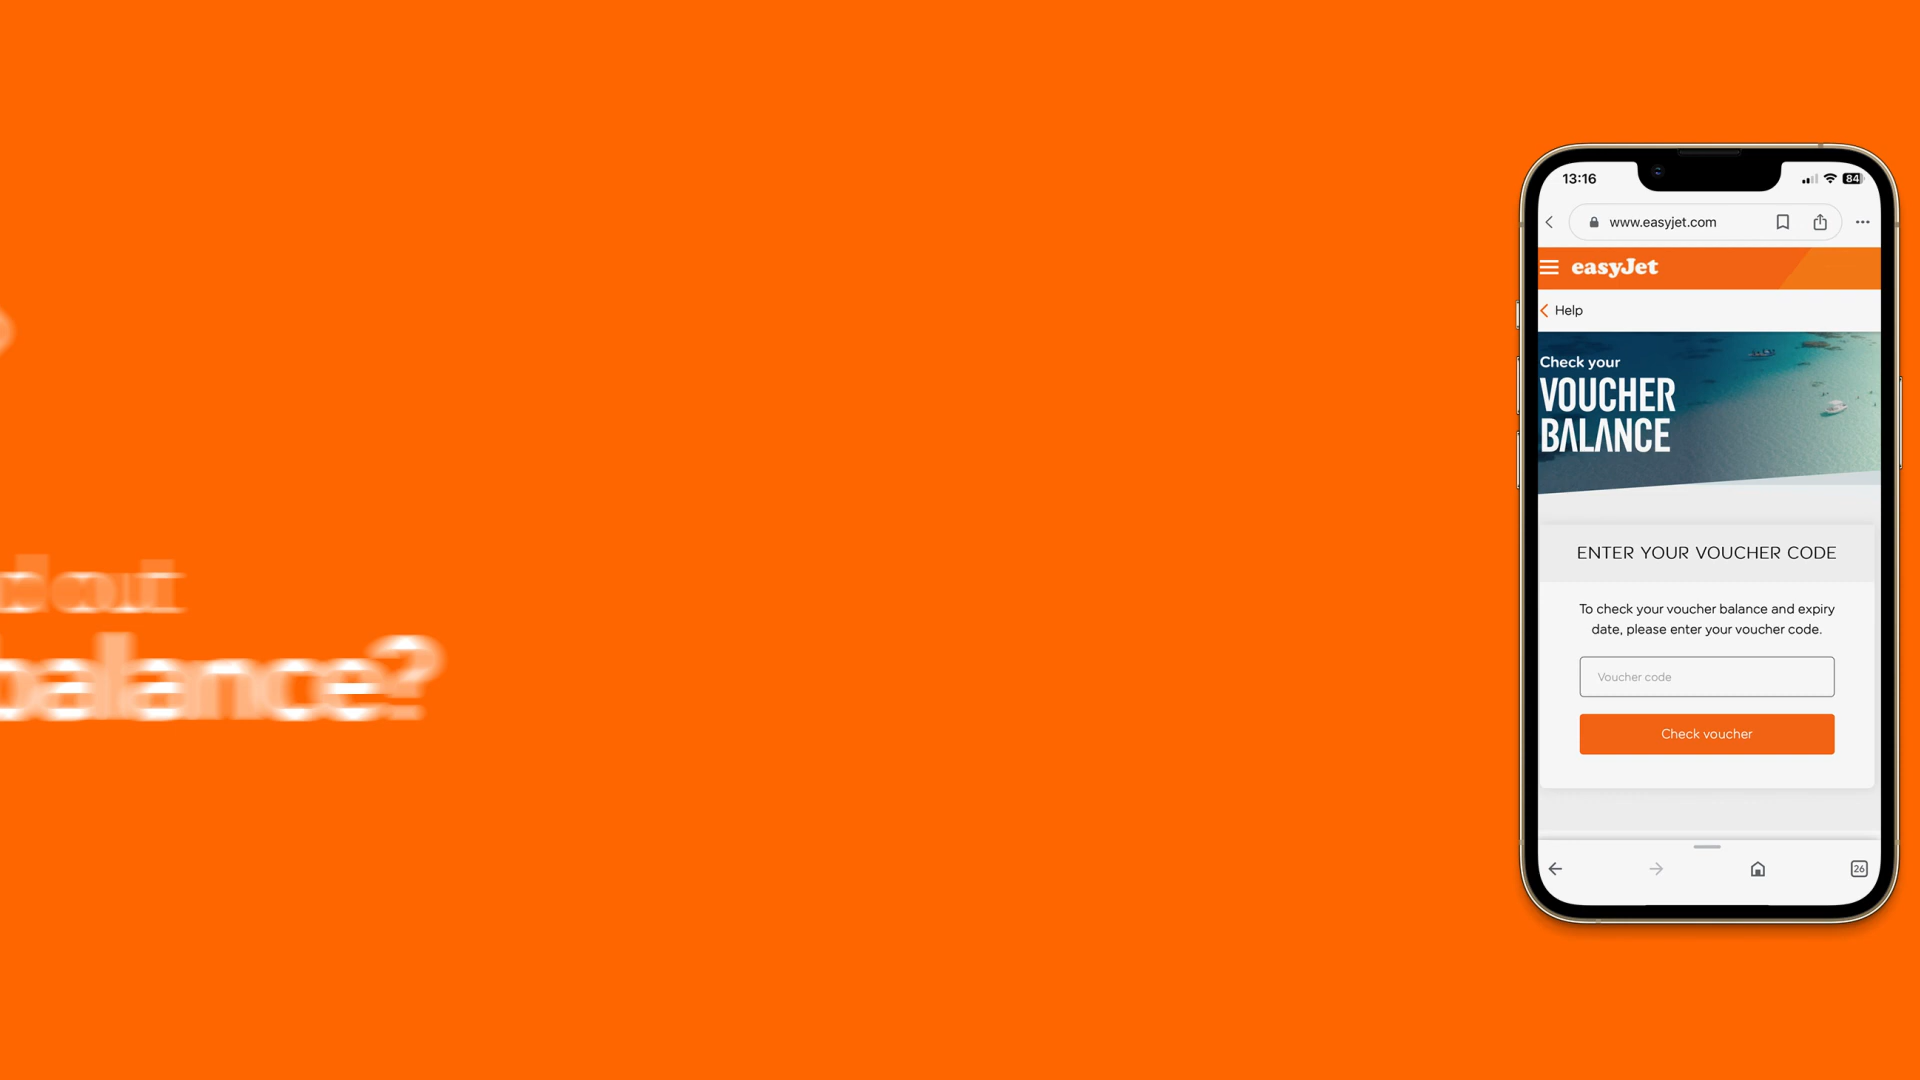 balance?
13:16
84
www.easyjet.com
easyJet
Help
Check your
VOUCHER
BALANCE
ENTER YOUR VOUCHER CODE
To check your voucher balance and expiry
date, please enter your voucher code.
Voucher code
Check voucher
26